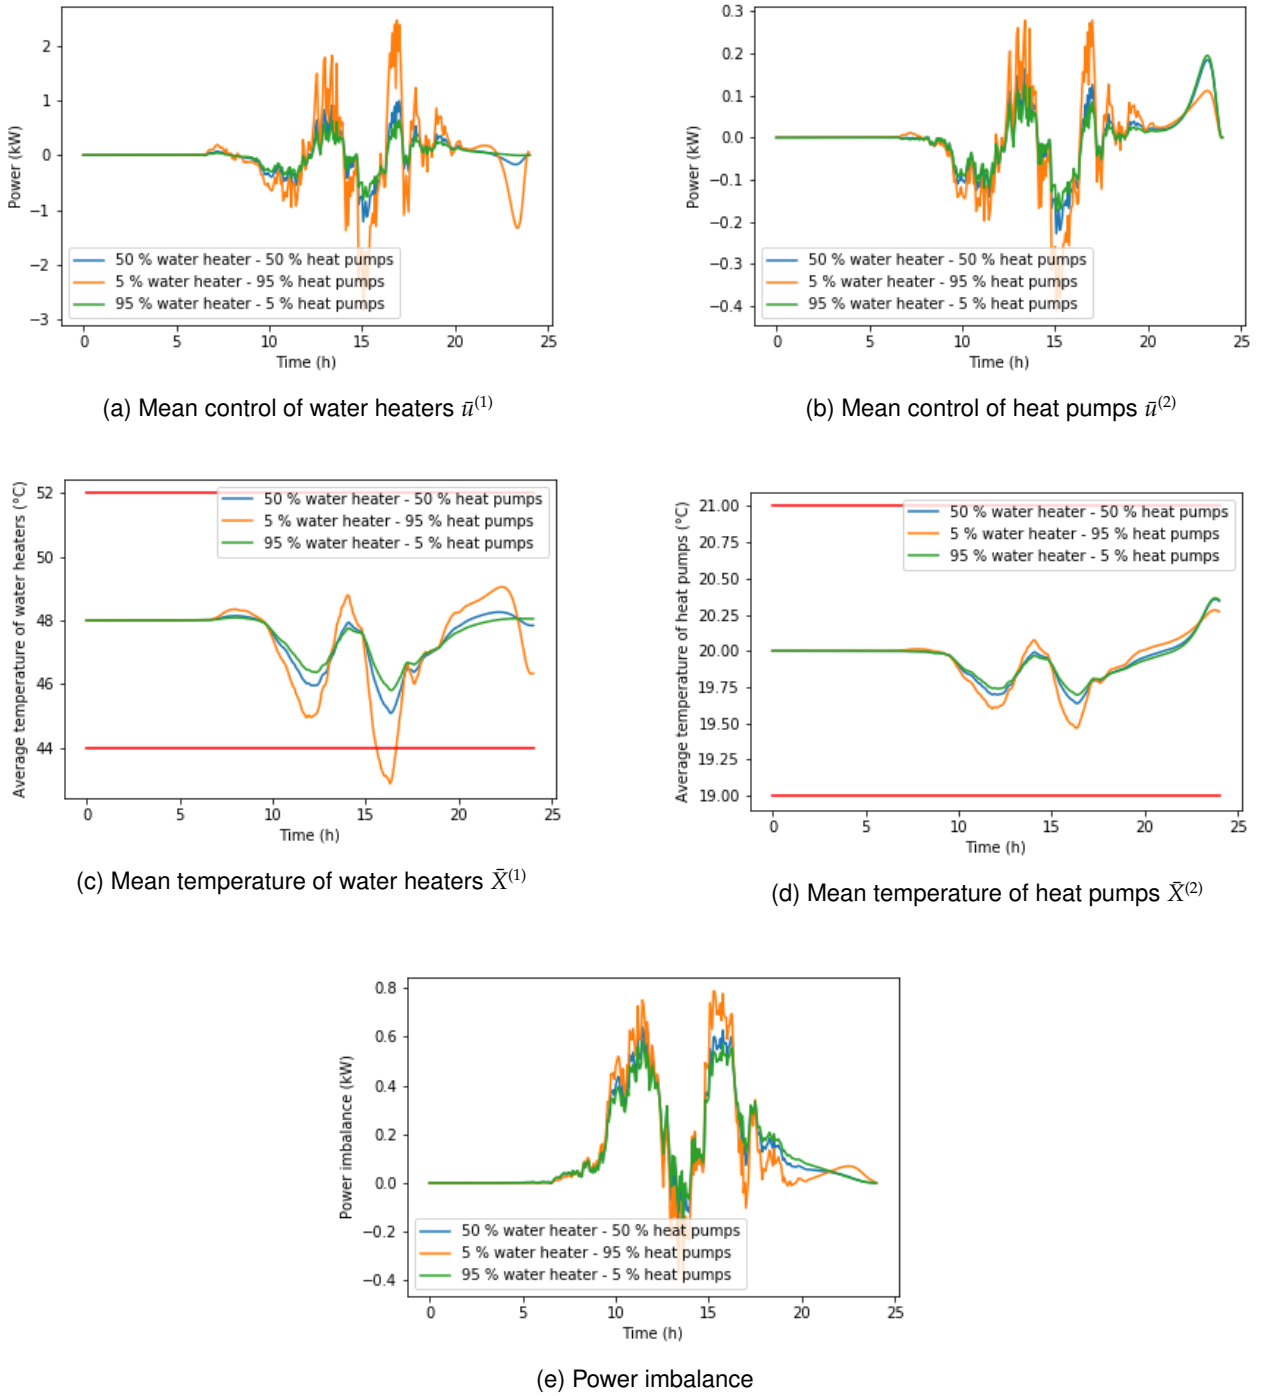 2
1
0
−1
−2
−3
Power (kW)
50 % water heater - 50 % heat pumps
5 % water heater - 95 % heat pumps
95 % water heater - 5 % heat pumps
0 5 10 15 20 25
Time (h)
(a) Mean control of water heaters ū⁽¹⁾
0.3
0.2
0.1
0.0
−0.1
−0.2
−0.3
−0.4
Power (kW)
50 % water heater - 50 % heat pumps
5 % water heater - 95 % heat pumps
95 % water heater - 5 % heat pumps
0 5 10 15 20 25
Time (h)
(b) Mean control of heat pumps ū⁽²⁾
52
50
48
46
44
Average temperature of water heaters (°C)
50 % water heater - 50 % heat pumps
5 % water heater - 95 % heat pumps
95 % water heater - 5 % heat pumps
0 5 10 15 20 25
Time (h)
(c) Mean temperature of water heaters X̄⁽¹⁾
21.00
20.75
20.50
20.25
20.00
19.75
19.50
19.25
19.00
Average temperature of heat pumps (°C)
50 % water heater - 50 % heat pumps
5 % water heater - 95 % heat pumps
95 % water heater - 5 % heat pumps
0 5 10 15 20 25
Time (h)
(d) Mean temperature of heat pumps X̄⁽²⁾
0.8
0.6
0.4
0.2
0.0
−0.2
−0.4
Power imbalance (kW)
50 % water heater - 50 % heat pumps
5 % water heater - 95 % heat pumps
95 % water heater - 5 % heat pumps
0 5 10 15 20 25
Time (h)
(e) Power imbalance